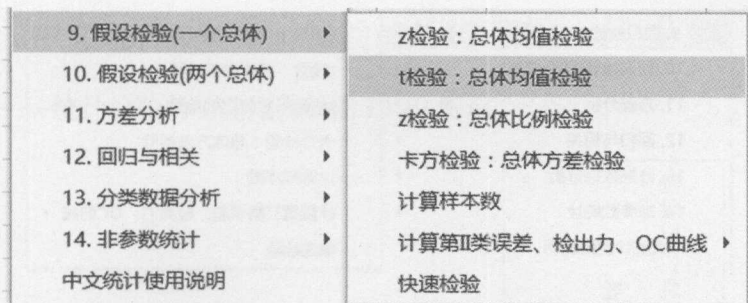 9. 假设检验(一个总体)
10. 假设检验(两个总体)
11. 方差分析
12. 回归与相关
13. 分类数据分析
14. 非参数统计
中文统计使用说明
z检验：总体均值检验
t检验：总体均值检验
z检验：总体比例检验
卡方检验：总体方差检验
计算样本数
计算第Ⅱ类误差、检出力、OC曲线
快速检验